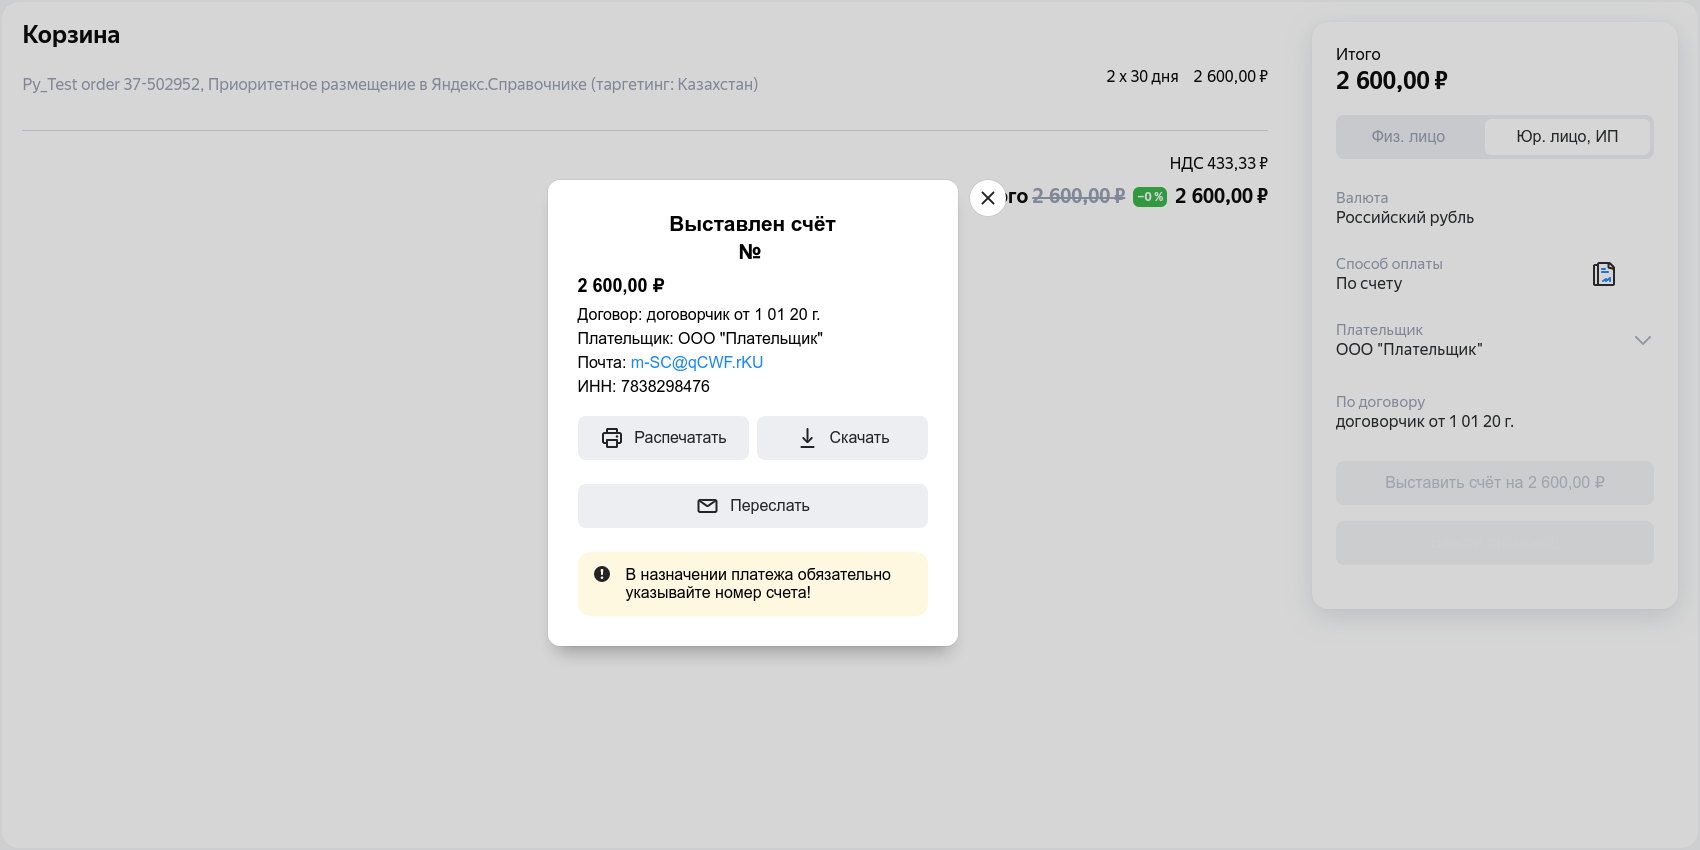 Корзина
Py_Test order 37-502952, Приоритетное размещение в Яндекс.Справочнике (таргетинг: Казахстан)
2 x 30 дня 2 600,00 ₽
НДС 433,33 ₽
ого 2 600,00 ₽ −0 % 2 600,00 ₽
Выставлен счёт
№
2 600,00 ₽
Договор: договорчик от 1 01 20 г.
Плательщик: ООО "Плательщик"
Почта: m-SC@qCWF.rKU
ИНН: 7838298476
Распечатать
Скачать
Переслать
В назначении платежа обязательно
указывайте номер счета!
Итого
2 600,00 ₽
Физ. лицо
Юр. лицо, ИП
Валюта
Российский рубль
Способ оплаты
По счету
Плательщик
ООО "Плательщик"
По договору
договорчик от 1 01 20 г.
Выставить счёт на 2 600,00 ₽